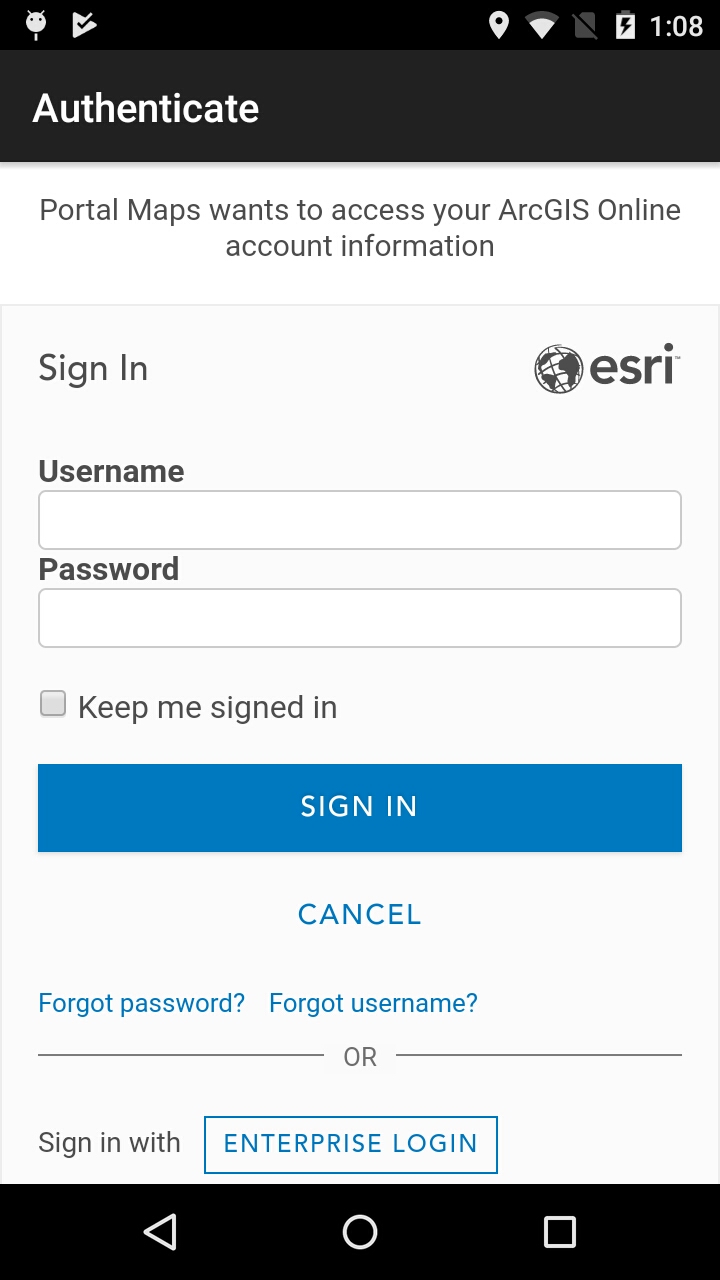 1:08
Authenticate
Portal Maps wants to access your ArcGIS Online
account information
Sign In
esri™
Username
Password
Keep me signed in
SIGN IN
CANCEL
Forgot password? Forgot username?
OR
Sign in with ENTERPRISE LOGIN